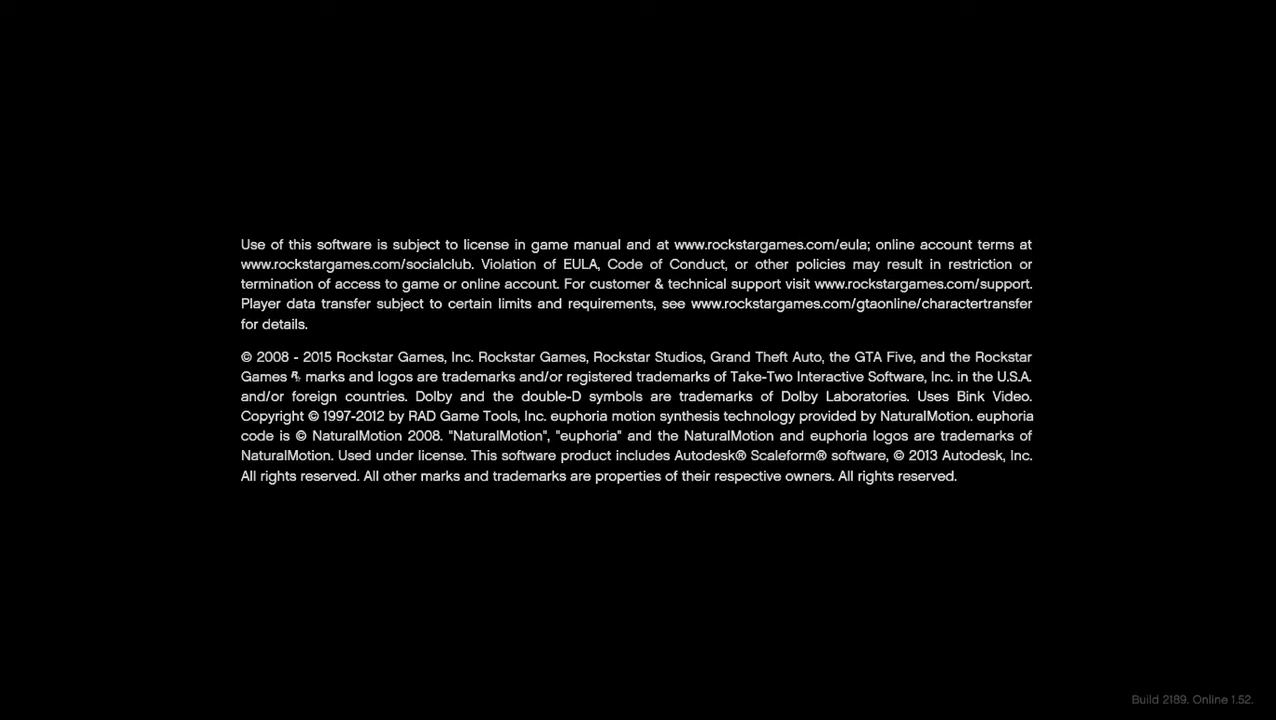 Use of this software is subject to license in game manual and at www.rockstargames.com/eula; online account terms at
www.rockstargames.com/socialclub. Violation of EULA, Code of Conduct, or other policies may result in restriction or
termination of access to game or online account. For customer & technical support visit www.rockstargames.com/support.
Player data transfer subject to certain limits and requirements, see www.rockstargames.com/gtaonline/charactertransfer
for details.
© 2008 - 2015 Rockstar Games, Inc. Rockstar Games, Rockstar Studios, Grand Theft Auto, the GTA Five, and the Rockstar
Games R* marks and logos are trademarks and/or registered trademarks of Take-Two Interactive Software, Inc. in the U.S.A.
and/or foreign countries. Dolby and the double-D symbols are trademarks of Dolby Laboratories. Uses Bink Video.
Copyright © 1997-2012 by RAD Game Tools, Inc. euphoria motion synthesis technology provided by NaturalMotion. euphoria
code is © NaturalMotion 2008. "NaturalMotion", "euphoria" and the NaturalMotion and euphoria logos are trademarks of
NaturalMotion. Used under license. This software product includes Autodesk® Scaleform® software, © 2013 Autodesk, Inc.
All rights reserved. All other marks and trademarks are properties of their respective owners. All rights reserved.
Build 2189. Online 1.52.